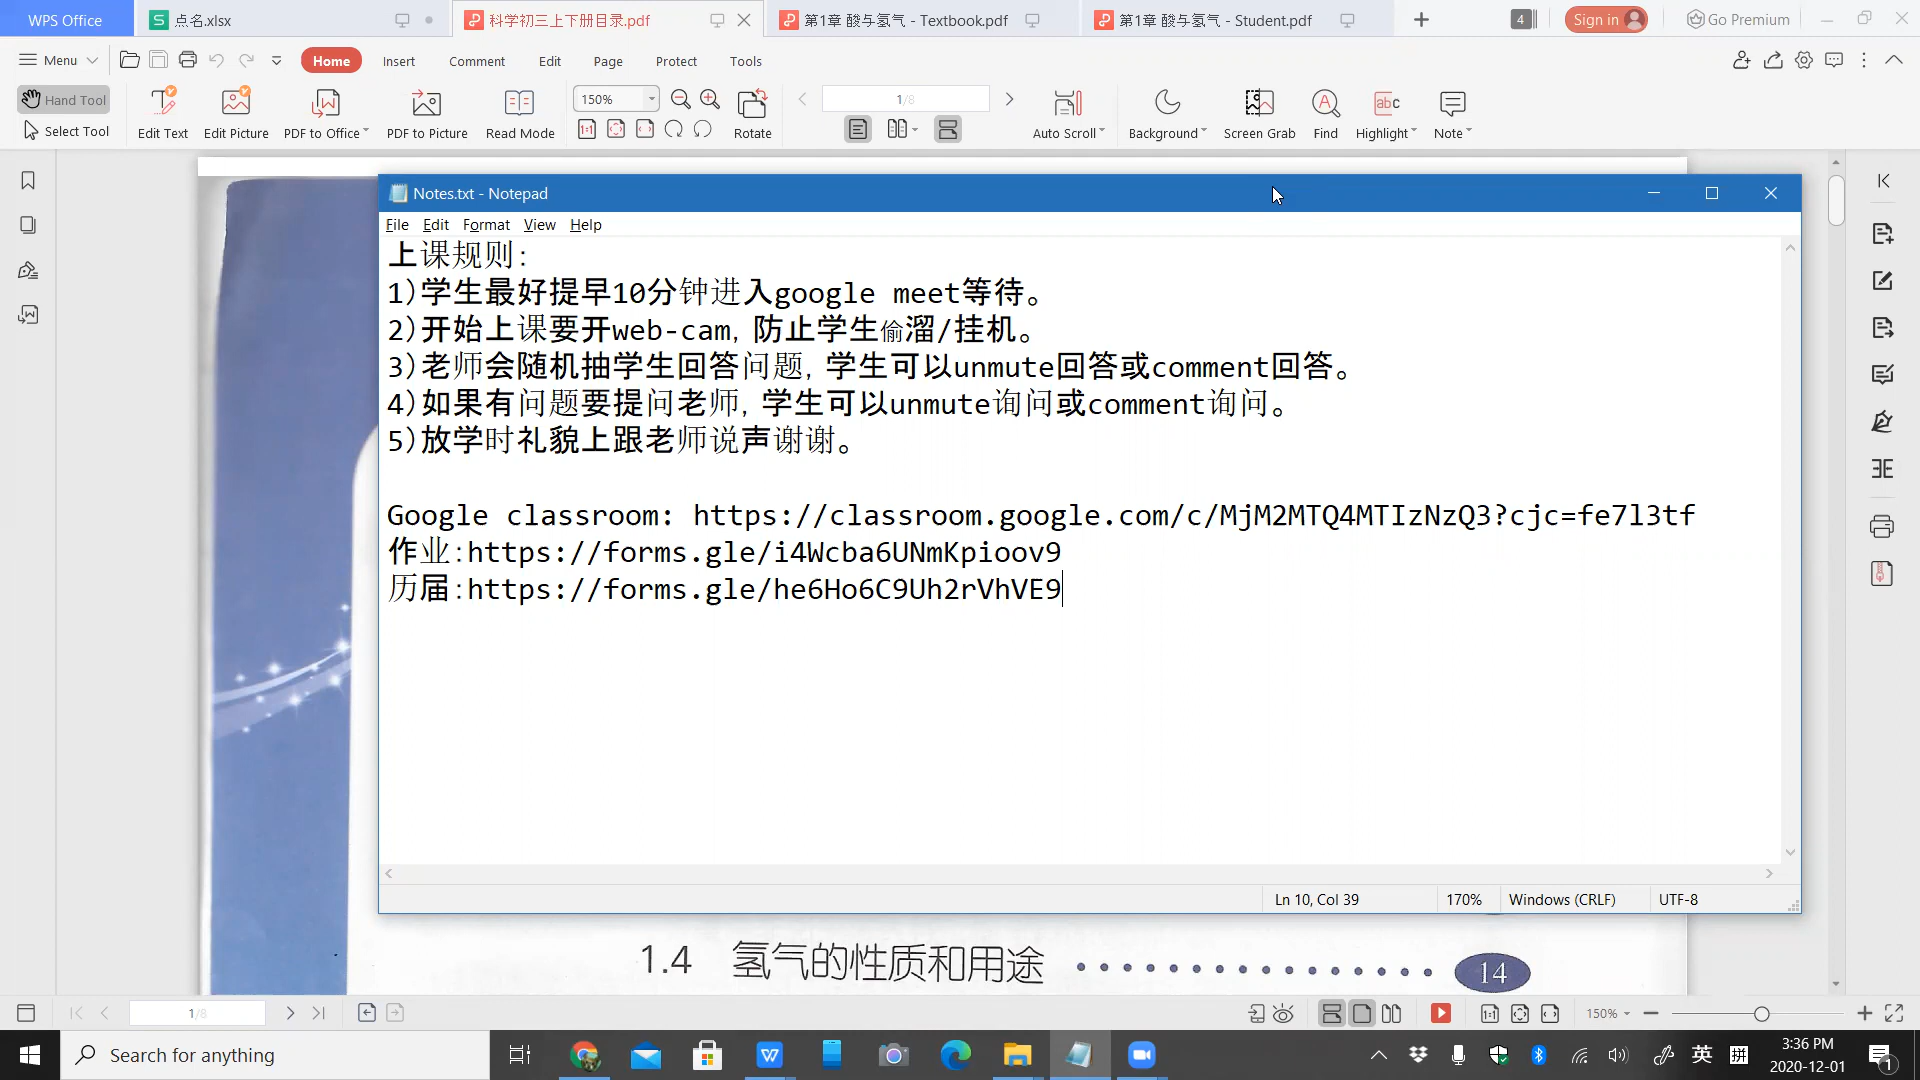 WPS Office 点名.xlsx 科学初三上下册目录.pdf 第1章 酸与氢气 - Textbook.pdf 第1章 酸与氢气 - Student.pdf 4 Sign in Go Premium
Menu Home Insert Comment Edit Page Protect Tools
Hand Tool 150% 1/8
Select Tool Edit Text Edit Picture PDF to Office PDF to Picture Read Mode Rotate Auto Scroll Background Screen Grab Find Highlight Note
Notes.txt - Notepad
File Edit Format View Help
上课规则:
1)学生最好提早10分钟进入google meet等待。
2)开始上课要开web-cam, 防止学生偷溜/挂机。
3)老师会随机抽学生回答问题, 学生可以unmute回答或comment回答。
4)如果有问题要提问老师, 学生可以unmute询问或comment询问。
5)放学时礼貌上跟老师说声谢谢。
Google classroom: https://classroom.google.com/c/MjM2MTQ4MTIzNzQ3?cjc=fe7l3tf
作业:https://forms.gle/i4Wcba6UNmKpioov9
历届:https://forms.gle/he6Ho6C9Uh2rVhVE9
Ln 10, Col 39 170% Windows (CRLF) UTF-8
1.4 氢气的性质和用途 14
1/8 150%
Search for anything 英 拼 3:36 PM
2020-12-01 1